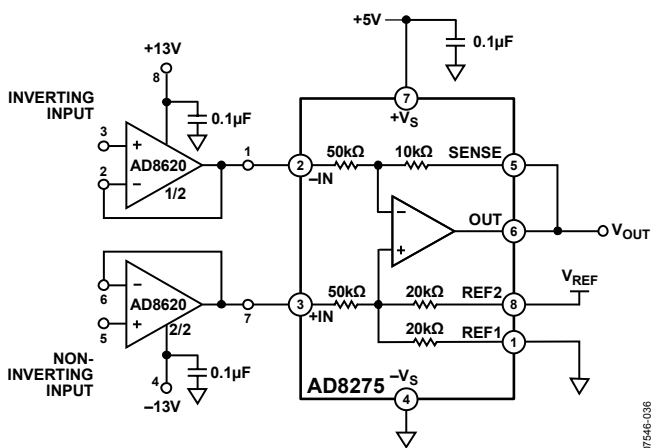 +5V
0.1µF
+13V
8
7
+VS
INVERTING
INPUT
0.1µF
3
+
AD8620
1
2
50kΩ
10kΩ
SENSE
5
2
−
1/2
−IN
−
OUT
6
VOUT
+
6
−
AD8620
7
3
50kΩ
20kΩ
REF2
8
VREF
5
+
2/2
+IN
20kΩ
REF1
1
NON-
INVERTING
INPUT
0.1µF
4
−13V
AD8275
−VS
4